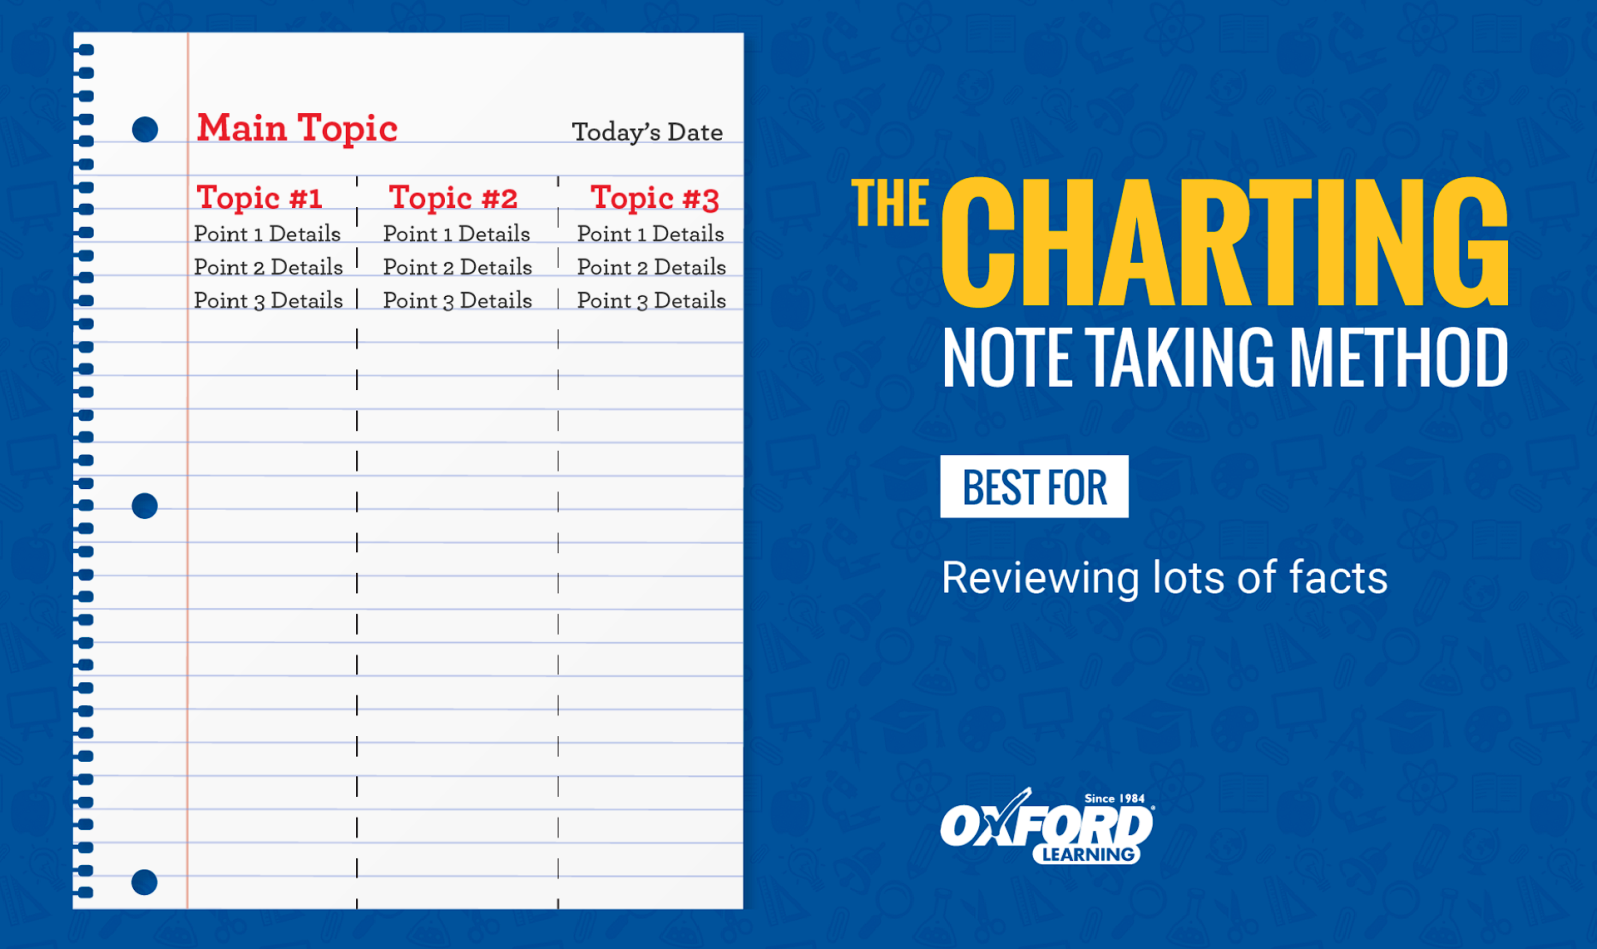 Main Topic
Today's Date
Topic #1 Topic #2 Topic #3
Point 1 Details Point 1 Details Point 1 Details
Point 2 Details Point 2 Details Point 2 Details
Point 3 Details Point 3 Details Point 3 Details
THE CHARTING
NOTE TAKING METHOD
BEST FOR
Reviewing lots of facts
Since 1984
OXFORD®
LEARNING